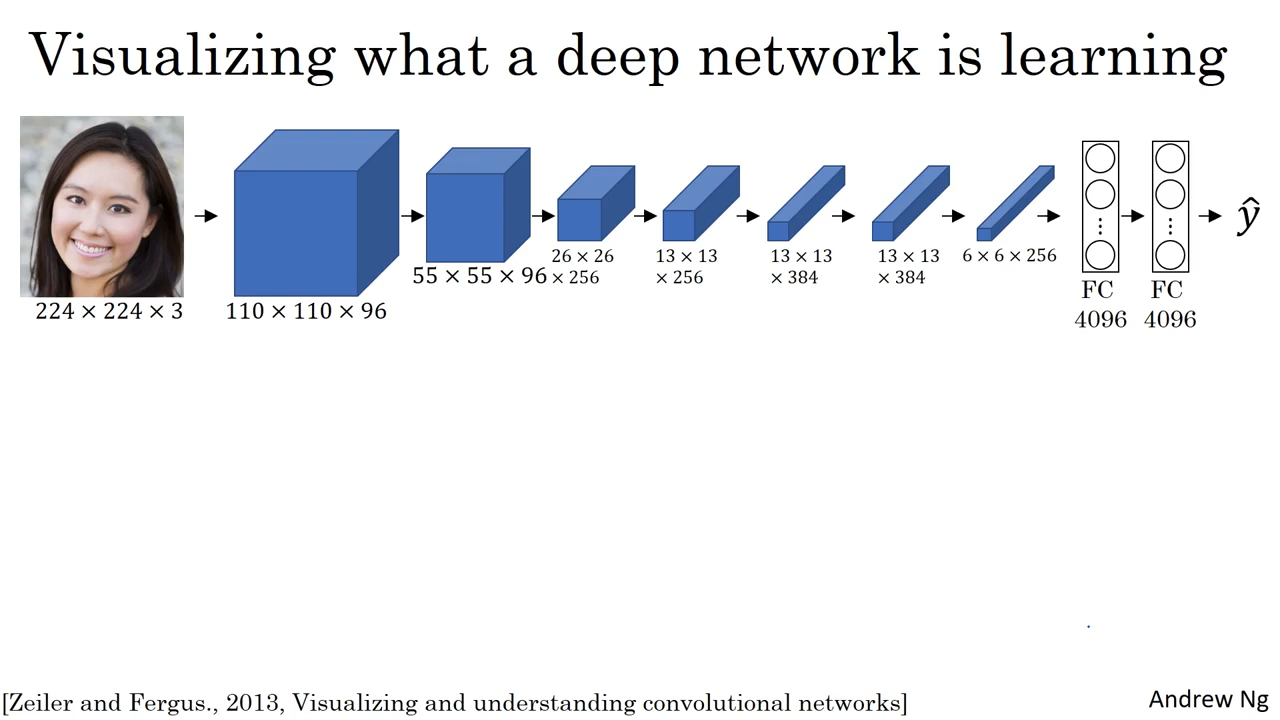 Visualizing what a deep network is learning
224 × 224 × 3
110 × 110 × 96
55 × 55 × 96
26 × 26
× 256
13 × 13
× 256
13 × 13
× 384
13 × 13
× 384
6 × 6 × 256
FC
4096
FC
4096
ŷ
[Zeiler and Fergus., 2013, Visualizing and understanding convolutional networks]
Andrew Ng